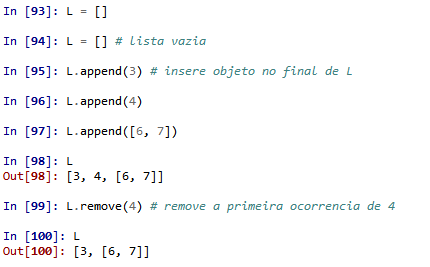 In [93]: L = []
In [94]: L = [] # lista vazia
In [95]: L.append(3) # insere objeto no final de L
In [96]: L.append(4)
In [97]: L.append([6, 7])
In [98]: L
Out[98]: [3, 4, [6, 7]]
In [99]: L.remove(4) # remove a primeira ocorrencia de 4
In [100]: L
Out[100]: [3, [6, 7]]